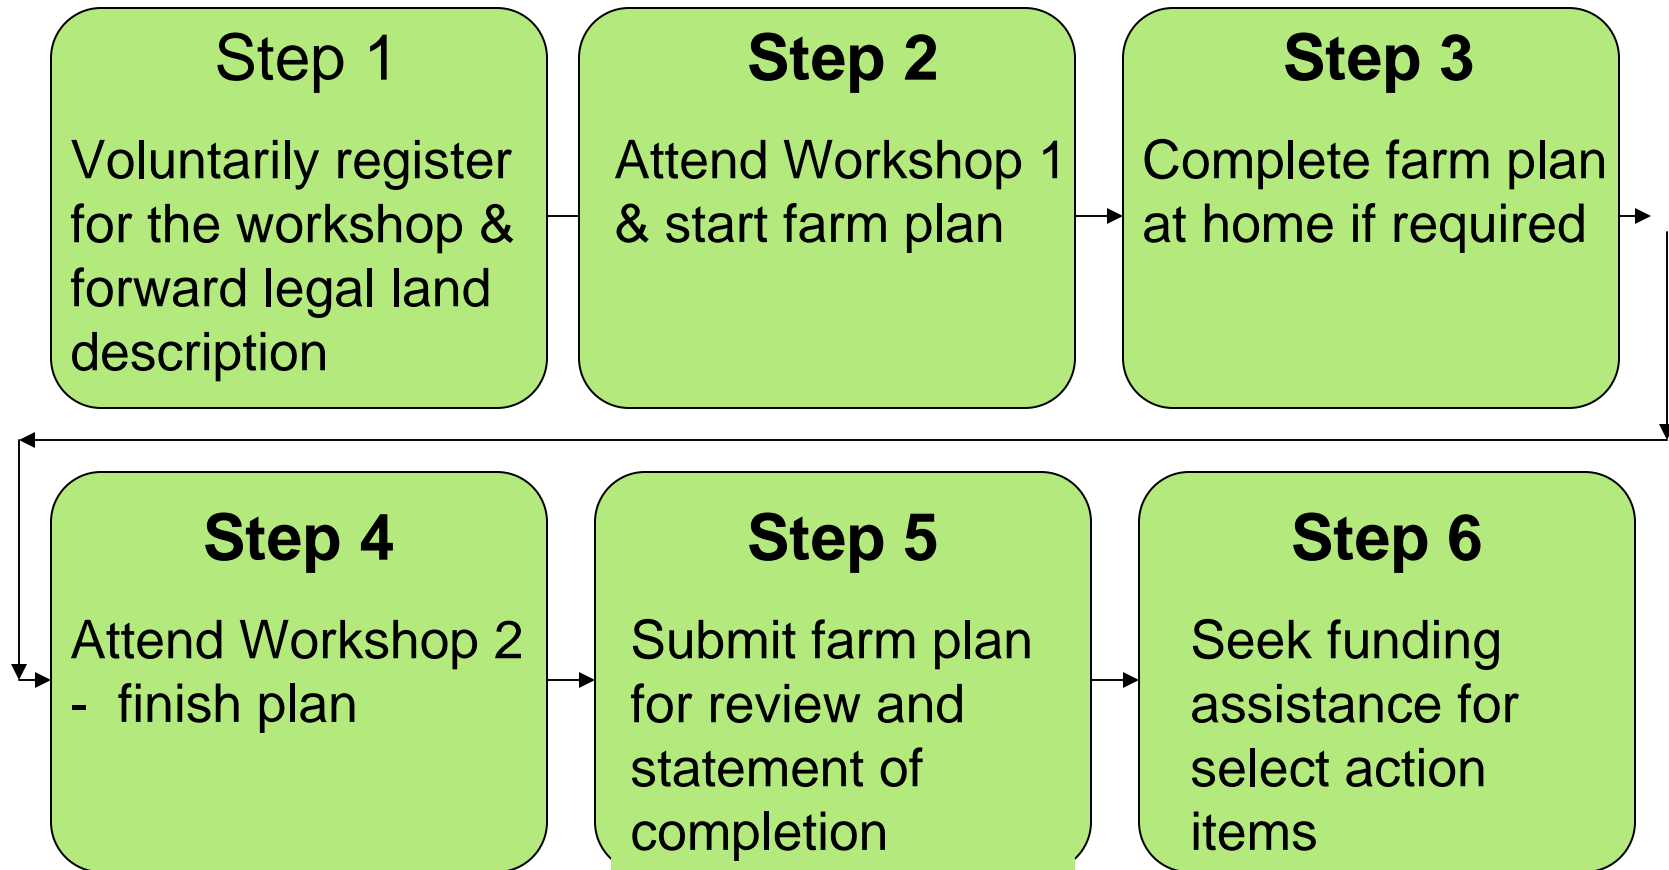 Step 1
Voluntarily register
for the workshop &
forward legal land
description
Step 2
Attend Workshop 1
& start farm plan
Step 3
Complete farm plan
at home if required
Step 4
Attend Workshop 2
- finish plan
Step 5
Submit farm plan
for review and
statement of
completion
Step 6
Seek funding
assistance for
select action
items